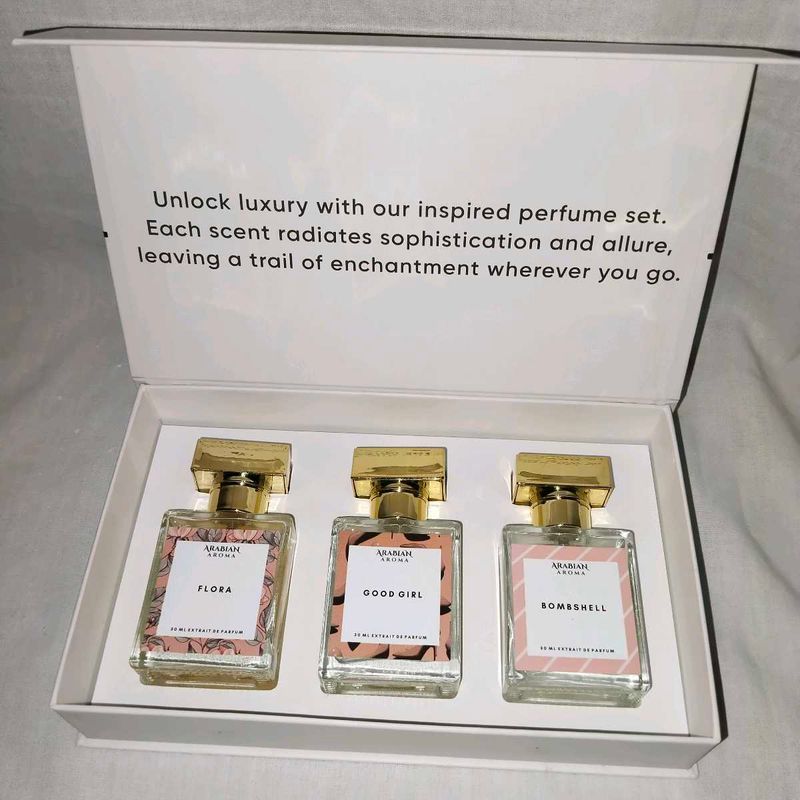 Unlock luxury with our inspired perfume set.
Each scent radiates sophistication and allure,
leaving a trail of enchantment wherever you go.
ARABIAN
AROMA
FLORA
30 ML EXTRAIT DE PARFUM
ARABIAN
AROMA
GOOD GIRL
30 ML EXTRAIT DE PARFUM
ARABIAN
AROMA
BOMBSHELL
30 ML EXTRAIT DE PARFUM